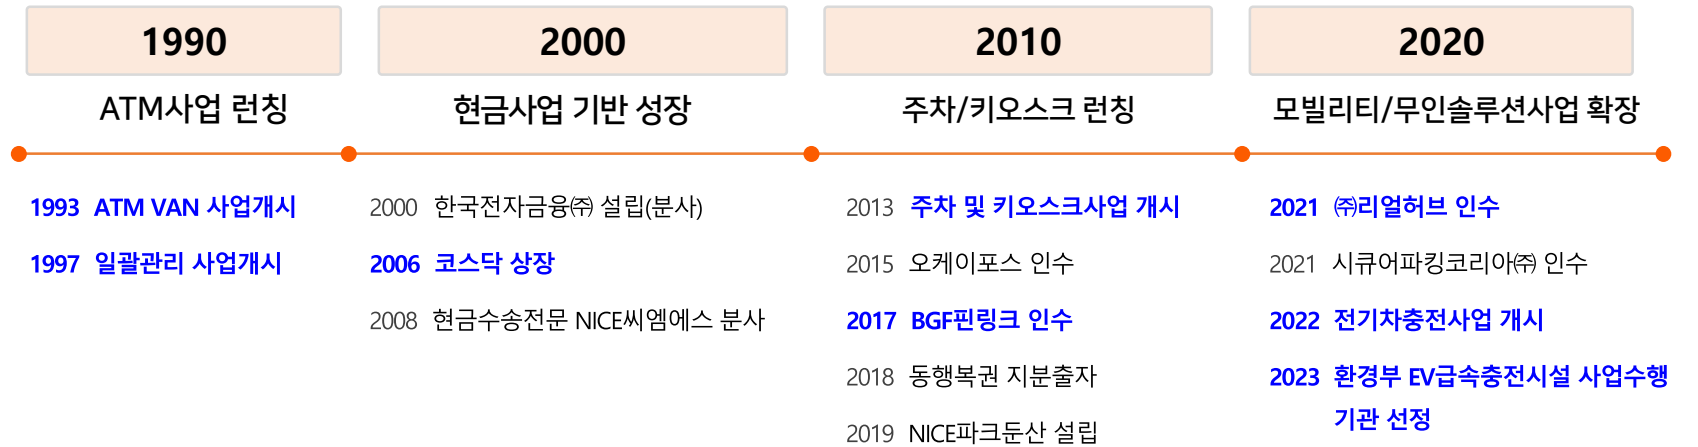 1990
ATM사업 런칭
1993 ATM VAN 사업개시
1997 일괄관리 사업개시
2000
현금사업 기반 성장
2000 한국전자금융㈜ 설립(분사)
2006 코스닥 상장
2008 현금수송전문 NICE씨엠에스 분사
2010
주차/키오스크 런칭
2013 주차 및 키오스크사업 개시
2015 오케이포스 인수
2017 BGF핀링크 인수
2018 동행복권 지분출자
2019 NICE파크둔산 설립
2020
모빌리티/무인솔루션사업 확장
2021 ㈜리얼허브 인수
2021 시큐어파킹코리아㈜ 인수
2022 전기차충전사업 개시
2023 환경부 EV급속충전시설 사업수행
기관 선정